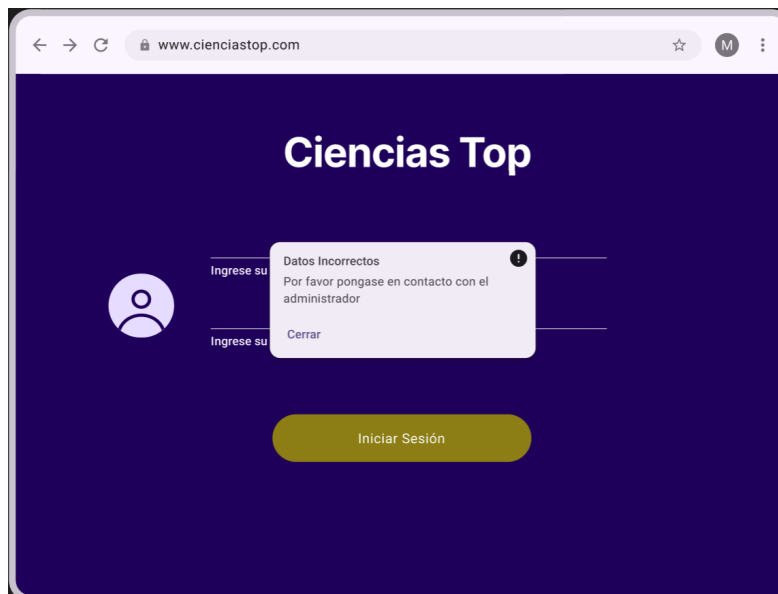 www.cienciastop.com
M
Ciencias Top
Datos Incorrectos
Ingrese su
Por favor pongase en contacto con el
administrador
Cerrar
Ingrese su
Iniciar Sesión